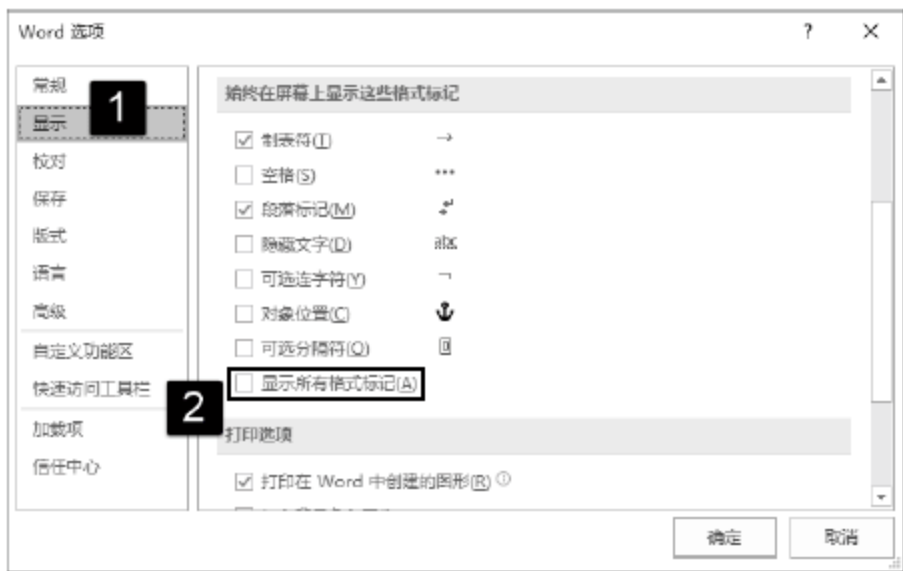 Word 选项 ? ×
常规
1
显示
校对
保存
版式
语言
高级
自定义功能区
快速访问工具栏
加载项
信任中心
始终在屏幕上显示这些格式标记
制表符(T) →
空格(S) •••
段落标记(M)
隐藏文字(D) abc
可选连字符(Y) ¬
对象位置(C)
可选分隔符(O)
2
显示所有格式标记(A)
打印选项
打印在 Word 中创建的图形(R)
确定
取消